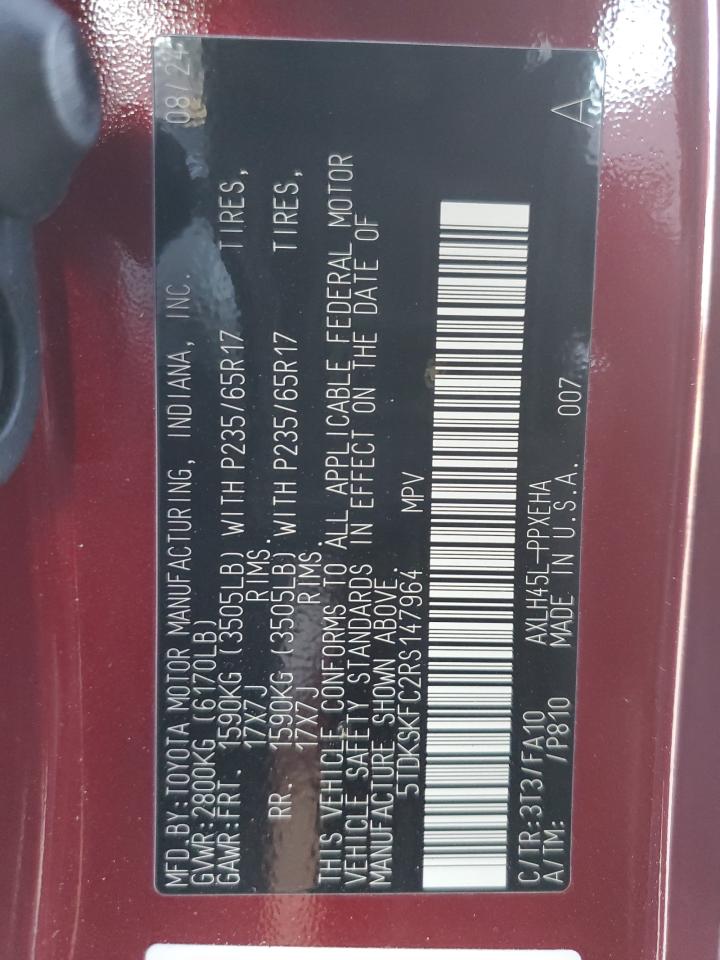 MFD.BY:TOYOTA MOTOR MANUFACTURING, INDIANA, INC. 08/24
GVWR:2800KG (6170LB)
GAWR:FRT. 1590KG (3505LB) WITH P235/65R17 TIRES,
17X7J RIMS.
RR. 1590KG (3505LB) WITH P235/65R17 TIRES,
17X7J RIMS.
THIS VEHICLE CONFORMS TO ALL APPLICABLE FEDERAL MOTOR
VEHICLE SAFETY STANDARDS IN EFFECT ON THE DATE OF
MANUFACTURE SHOWN ABOVE.
5TDKSKFC2RS147964 MPV
C/TR:3T3/FA10 AXLH45L-PPXEHA
A/TM: /P810 MADE IN U.S.A. 007 A